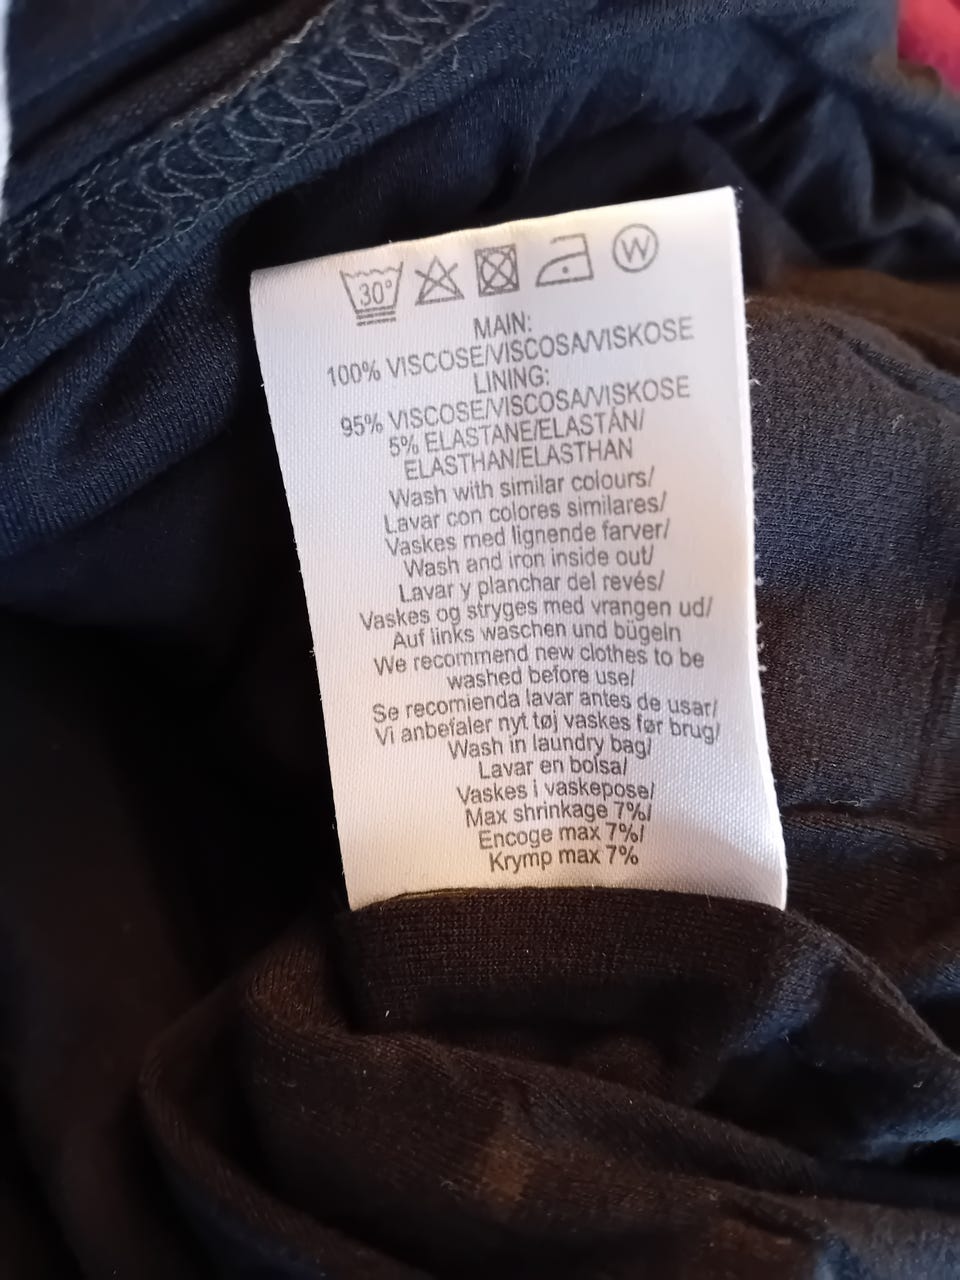 30°
W
MAIN:
100% VISCOSE/VISCOSA/VISKOSE
LINING:
95% VISCOSE/VISCOSA/VISKOSE
5% ELASTANE/ELASTÁN/
ELASTHAN/ELASTHAN
Wash with similar colours/
Lavar con colores similares/
Vaskes med lignende farver/
Wash and iron inside out/
Lavar y planchar del revés/
Vaskes og stryges med vrangen ud/
Auf links waschen und bügeln
We recommend new clothes to be
washed before use/
Se recomienda lavar antes de usar/
Vi anbefaler nyt tøj vaskes før brug/
Wash in laundry bag/
Lavar en bolsa/
Vaskes i vaskepose/
Max shrinkage 7%/
Encoge max 7%/
Krymp max 7%